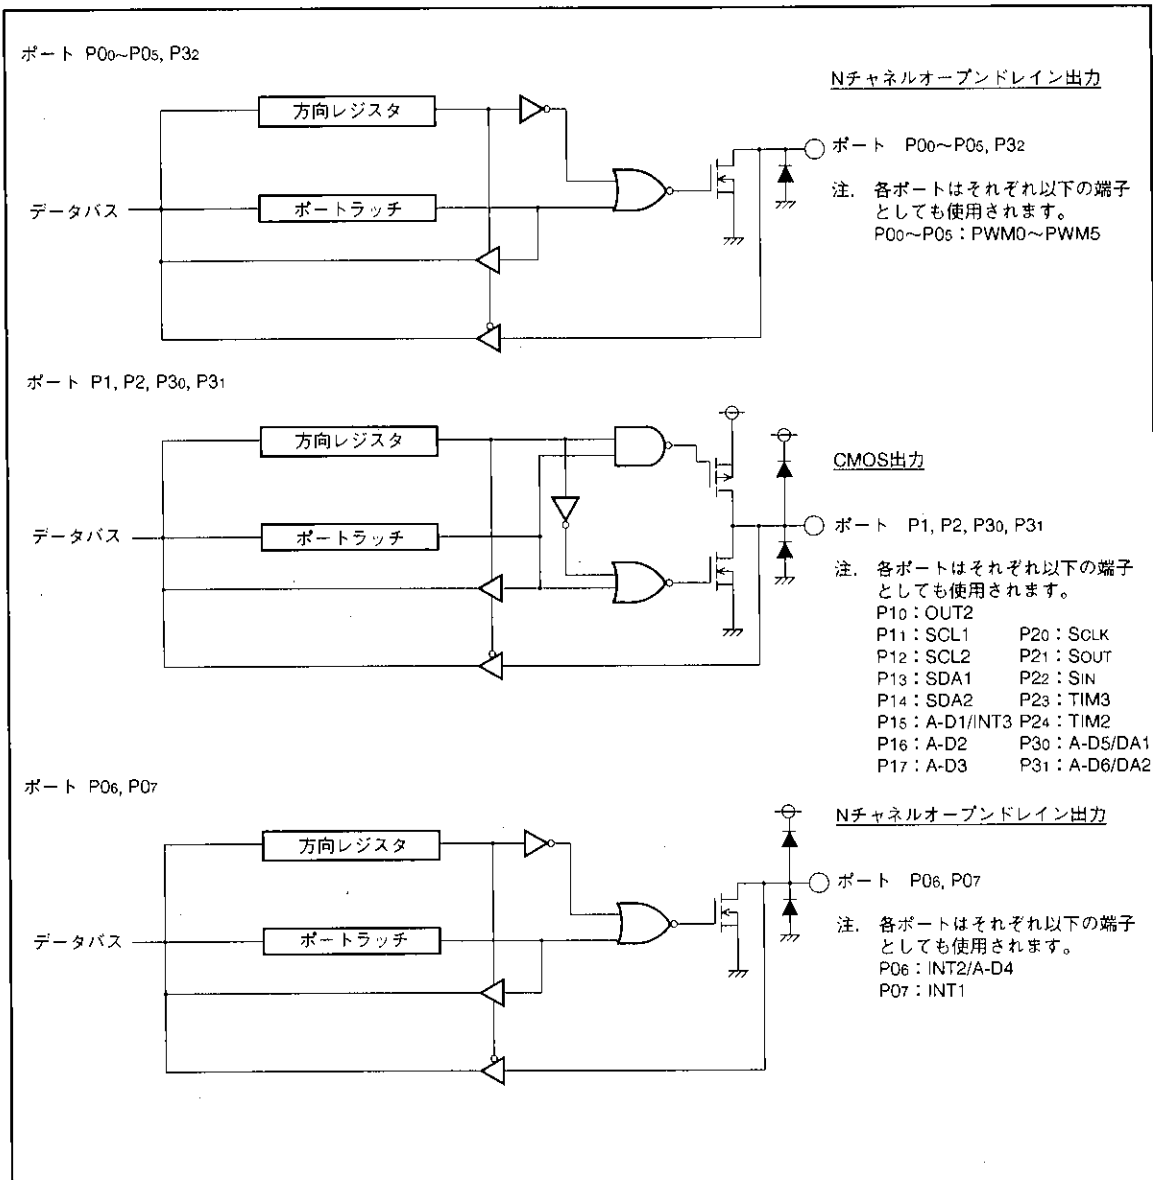 ポート P00~P05, P32
Nチャネルオープンドレイン出力
方向レジスタ
ポート P00~P05, P32
データバス
ポートラッチ
注. 各ポートはそれぞれ以下の端子
としても使用されます。
P00~P05：PWM0~PWM5
ポート P1, P2, P30, P31
方向レジスタ
CMOS出力
データバス
ポートラッチ
ポート P1, P2, P30, P31
注. 各ポートはそれぞれ以下の端子
としても使用されます。
P10：OUT2
P11：SCL1 P20：SCLK
P12：SCL2 P21：SOUT
P13：SDA1 P22：SIN
P14：SDA2 P23：TIM3
P15：A-D1/INT3 P24：TIM2
P16：A-D2 P30：A-D5/DA1
P17：A-D3 P31：A-D6/DA2
ポート P06, P07
Nチャネルオープンドレイン出力
方向レジスタ
ポート P06, P07
データバス
ポートラッチ
注. 各ポートはそれぞれ以下の端子
としても使用されます。
P06：INT2/A-D4
P07：INT1